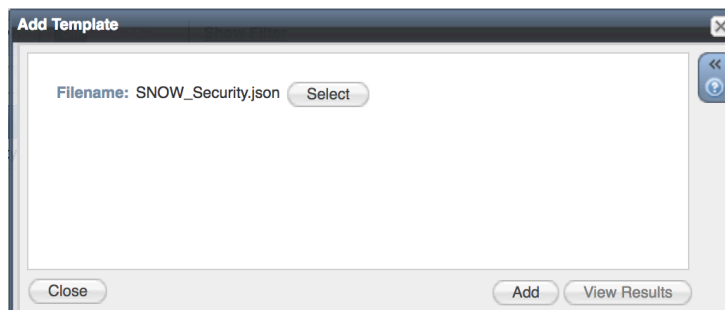 Add Template
Filename: SNOW_Security.json Select
Close Add View Results